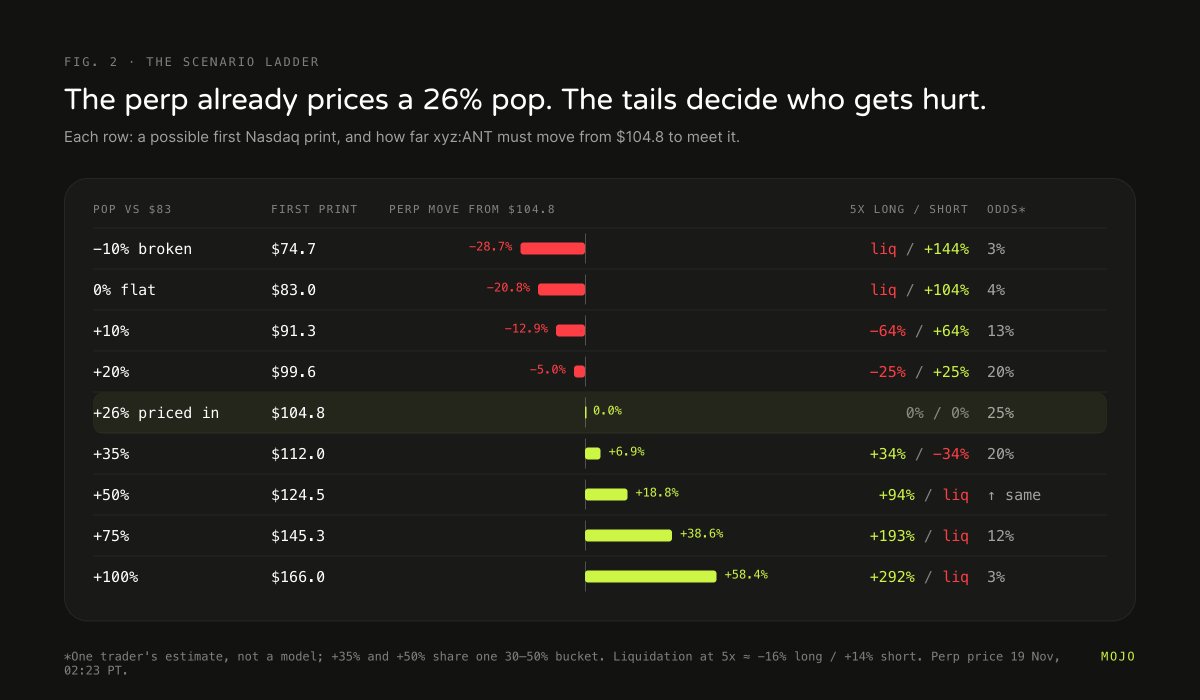 FIG. 2 · THE SCENARIO LADDER
The perp already prices a 26% pop. The tails decide who gets hurt.
Each row: a possible first Nasdaq print, and how far xyz:ANT must move from $104.8 to meet it.
POP VS $83 FIRST PRINT PERP MOVE FROM $104.8 5X LONG / SHORT ODDS*
−10% broken $74.7 −28.7% liq / +144% 3%
0% flat $83.0 −20.8% liq / +104% 4%
+10% $91.3 −12.9% −64% / +64% 13%
+20% $99.6 −5.0% −25% / +25% 20%
+26% priced in $104.8 0.0% 0% / 0% 25%
+35% $112.0 +6.9% +34% / −34% 20%
+50% $124.5 +18.8% +94% / liq ↑ same
+75% $145.3 +38.6% +193% / liq 12%
+100% $166.0 +58.4% +292% / liq 3%
*One trader's estimate, not a model; +35% and +50% share one 30–50% bucket. Liquidation at 5x ≈ −16% long / +14% short. Perp price 19 Nov,
02:23 PT.
MOJO